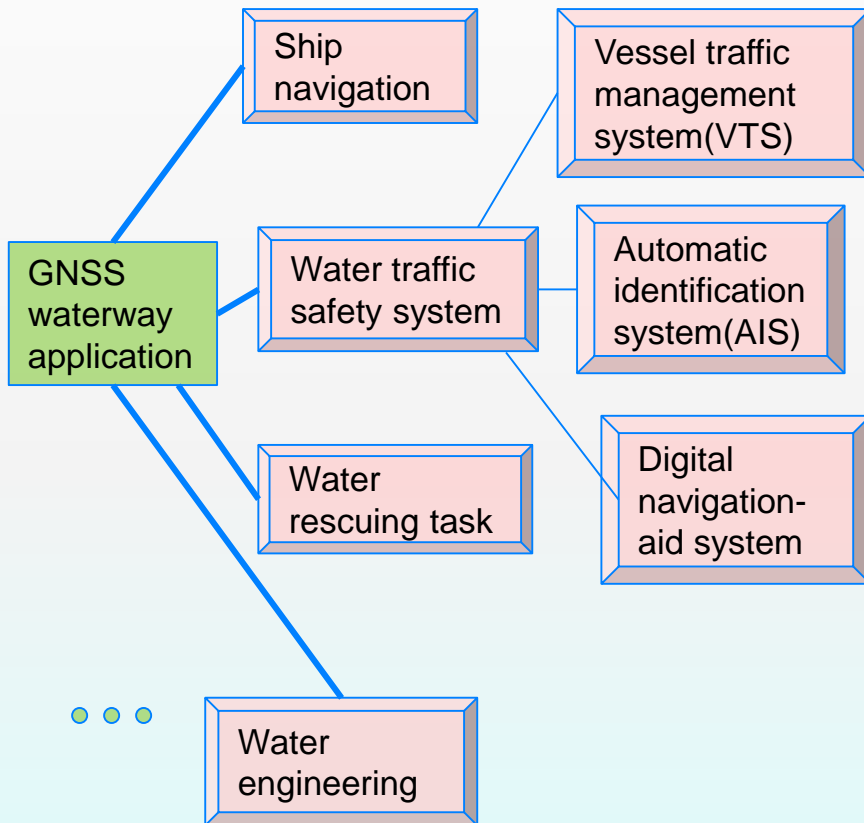 Ship
navigation
Vessel traffic
management
system(VTS)
GNSS
waterway
application
Water traffic
safety system
Automatic
identification
system(AIS)
Water
rescuing task
Digital
navigation-
aid system
Water
engineering